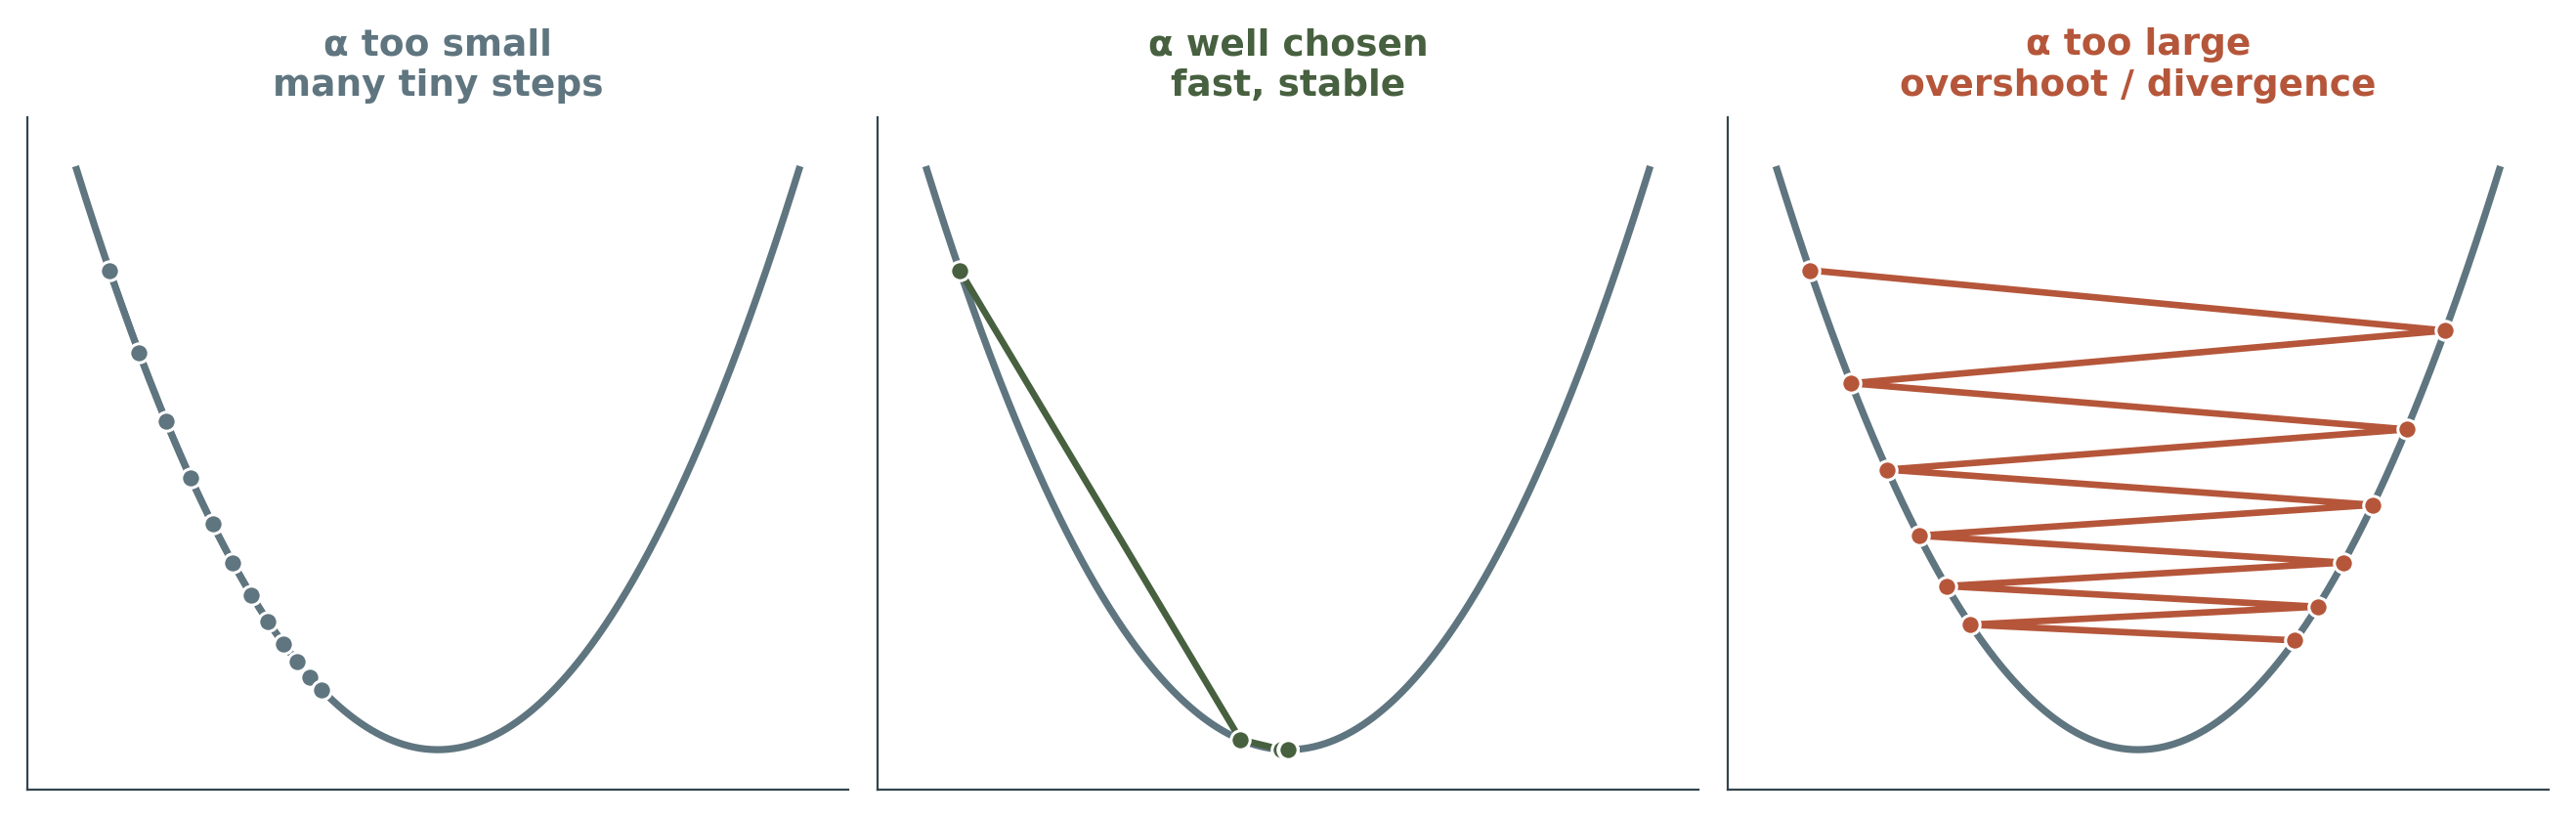 α too small
many tiny steps
α well chosen
fast, stable
α too large
overshoot / divergence